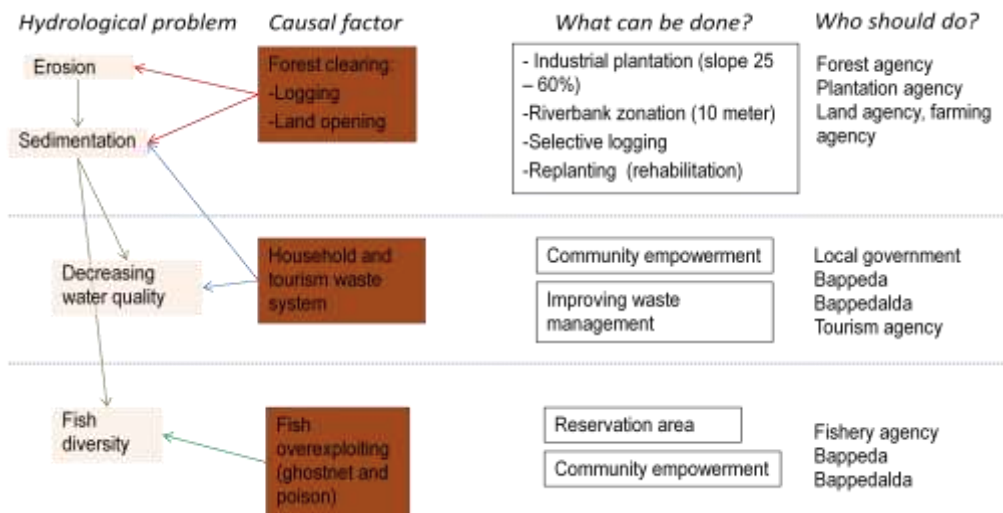 Hydrological problem
Causal factor
What can be done?
Who should do?
Erosion
Sedimentation
Forest clearing:
-Logging
-Land opening
- Industrial plantation (slope 25
– 60%)
-Riverbank zonation (10 meter)
-Selective logging
-Replanting (rehabilitation)
Forest agency
Plantation agency
Land agency, farming
agency
Decreasing
water quality
Household and
tourism waste
system
Community empowerment
Improving waste
management
Local government
Bappeda
Bappedalda
Tourism agency
Fish
diversity
Fish
overexploiting
(ghostnet and
poison)
Reservation area
Community empowerment
Fishery agency
Bappeda
Bappedalda